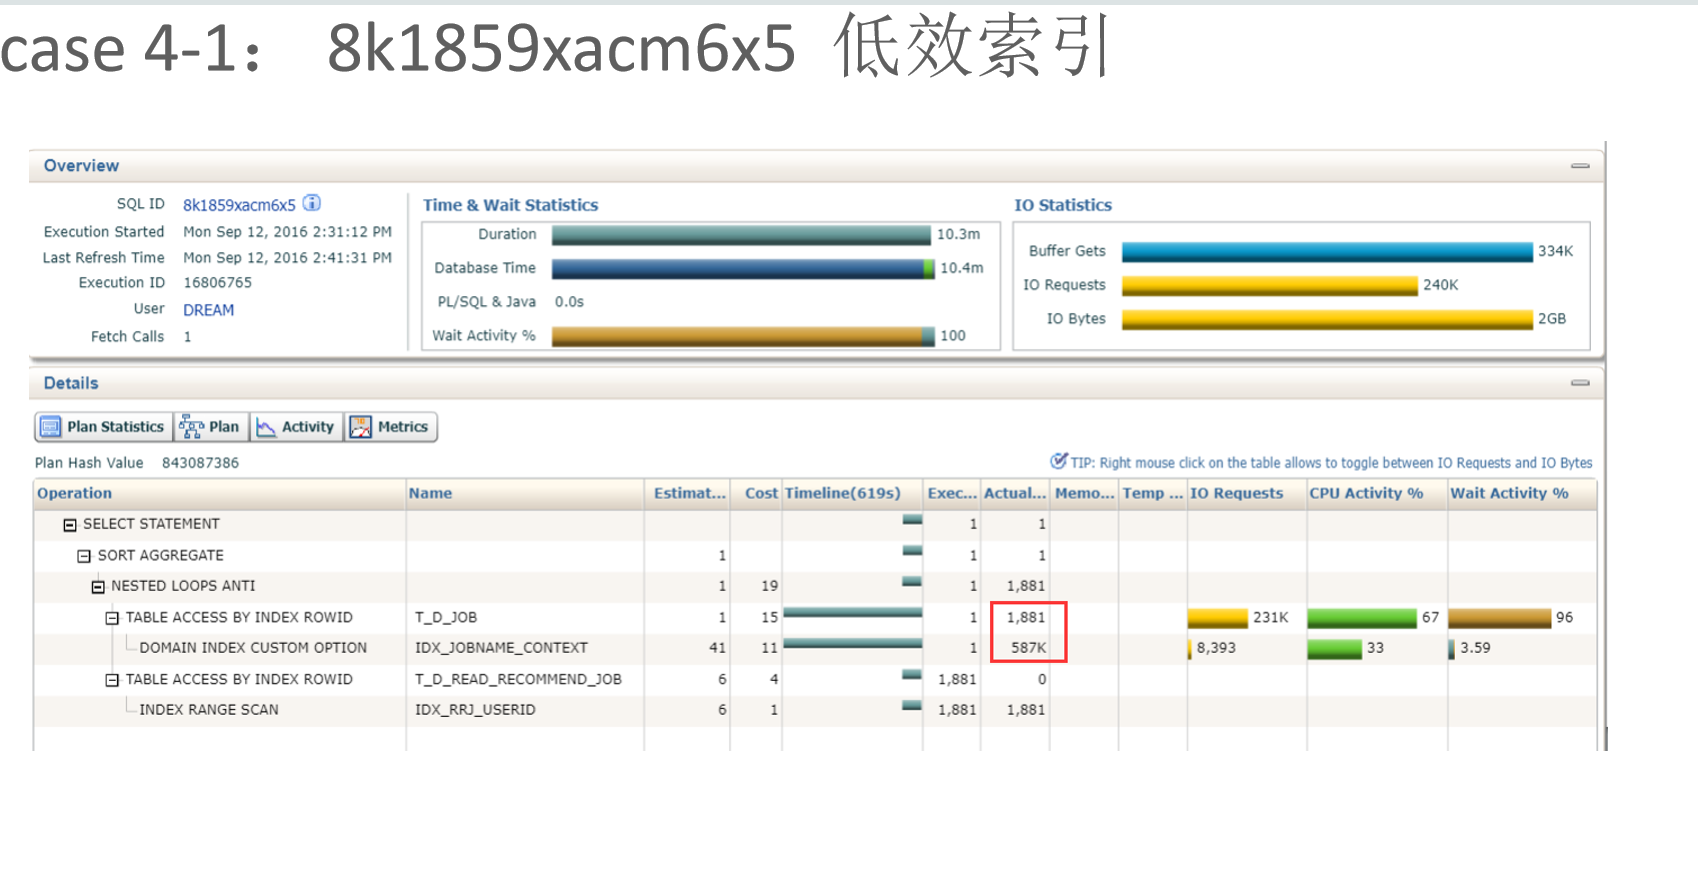 case 4-1： 8k1859xacm6x5 低效索引
Overview
SQL ID 8k1859xacm6x5
Execution Started Mon Sep 12, 2016 2:31:12 PM
Last Refresh Time Mon Sep 12, 2016 2:41:31 PM
Execution ID 16806765
User DREAM
Fetch Calls 1
Time & Wait Statistics
Duration 10.3m
Database Time 10.4m
PL/SQL & Java 0.0s
Wait Activity % 100
IO Statistics
Buffer Gets 334K
IO Requests 240K
IO Bytes 2GB
Details
Plan Statistics Plan Activity Metrics
Plan Hash Value 843087386
TIP: Right mouse click on the table allows to toggle between IO Requests and IO Bytes
Operation Name Estimat... Cost Timeline(619s) Exec... Actual... Memo... Temp ... IO Requests CPU Activity % Wait Activity %
SELECT STATEMENT 1 1
SORT AGGREGATE 1 1 1
NESTED LOOPS ANTI 1 19 1 1,881
TABLE ACCESS BY INDEX ROWID T_D_JOB 1 15 1 1,881 231K 67 96
DOMAIN INDEX CUSTOM OPTION IDX_JOBNAME_CONTEXT 41 11 1 587K 8,393 33 3.59
TABLE ACCESS BY INDEX ROWID T_D_READ_RECOMMEND_JOB 6 4 1,881 0
INDEX RANGE SCAN IDX_RRJ_USERID 6 1 1,881 1,881